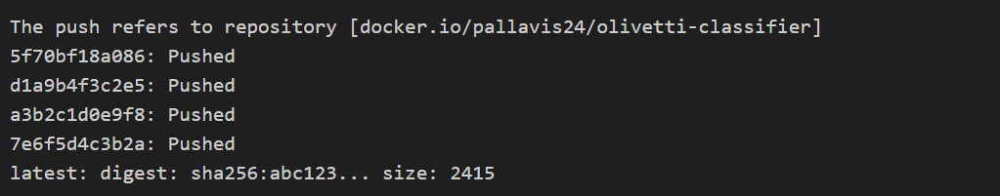 The push refers to repository [docker.io/pallavis24/olivetti-classifier]
5f70bf18a086: Pushed
d1a9b4f3c2e5: Pushed
a3b2c1d0e9f8: Pushed
7e6f5d4c3b2a: Pushed
latest: digest: sha256:abc123... size: 2415